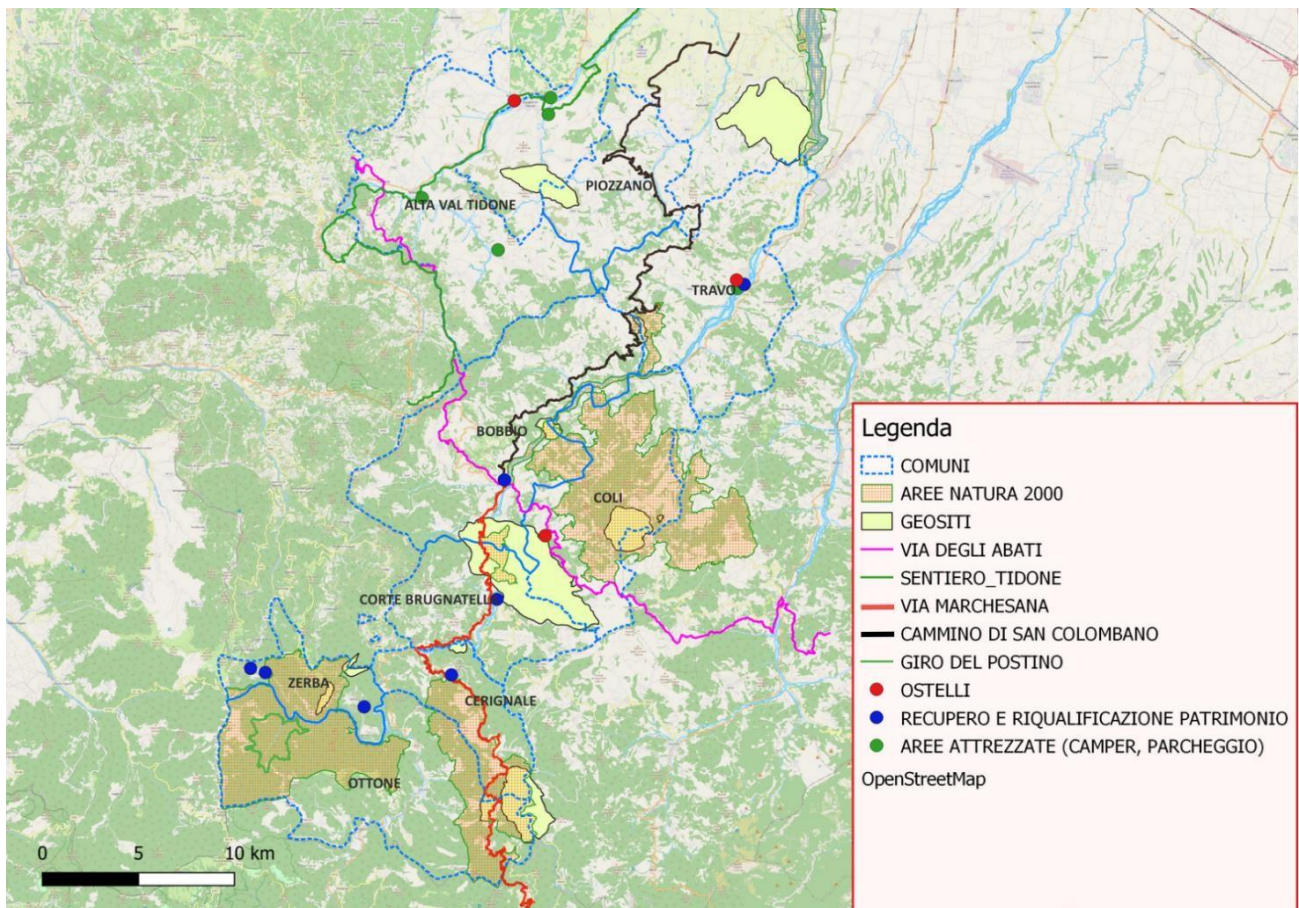 PIOZZANO
ALTA VAL TIDONE
TRAVO
BOBBIO
COLI
CORTE BRUGNATELL
ZERBA
CERIGNALE
OTTONE
0 5 10 km
Legenda
COMUNI
AREE NATURA 2000
GEOSITI
VIA DEGLI ABATI
SENTIERO_TIDONE
VIA MARCHESANA
CAMMINO DI SAN COLOMBANO
GIRO DEL POSTINO
OSTELLI
RECUPERO E RIQUALIFICAZIONE PATRIMONIO
AREE ATTREZZATE (CAMPER, PARCHEGGIO)
OpenStreetMap